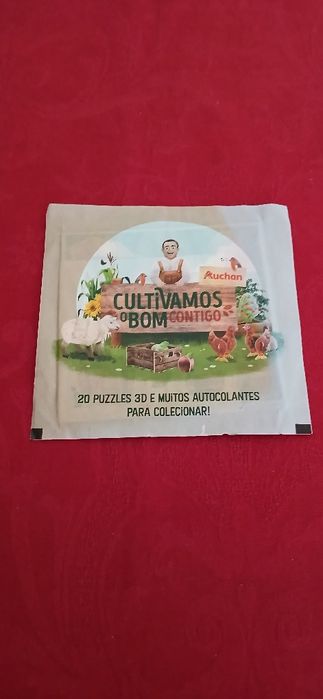 Auchan
CULTIVAMOS
O BOM CONTIGO
20 PUZZLES 3D E MUITOS AUTOCOLANTES
PARA COLECIONAR!